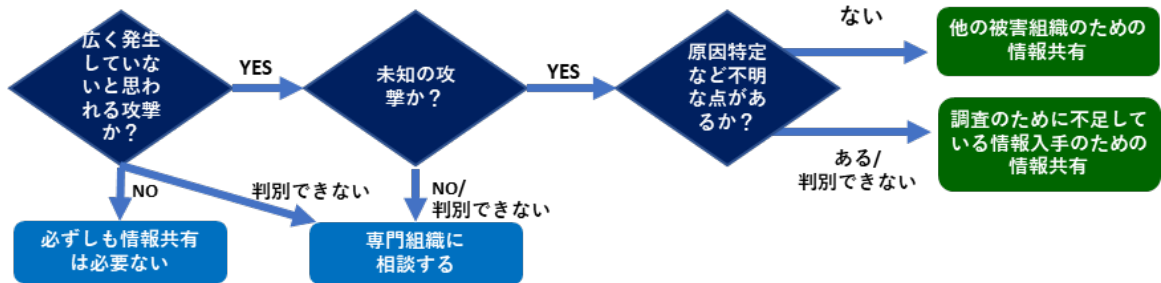 広く発生
していな
いと思わ
れる攻撃
か？
YES
未知の攻
撃か？
YES
原因特定
など不明
な点があ
るか？
ない
他の被害組織のための
情報共有
ある/
判別できない
調査のために不足して
いる情報入手のための
情報共有
NO
判別できない
NO/
判別できない
必ずしも情報共有
は必要ない
専門組織に
相談する